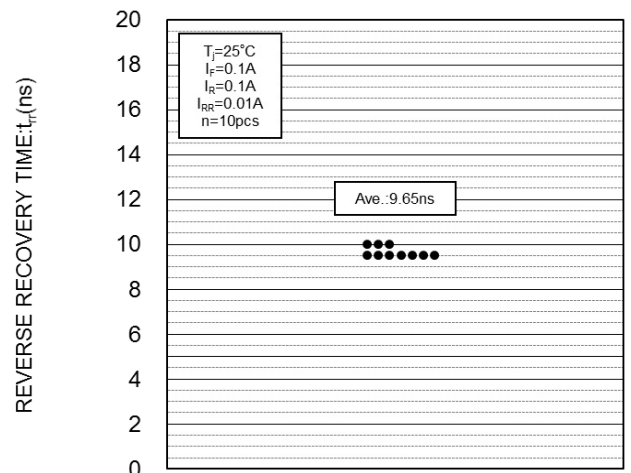 REVERSE RECOVERY TIME:trr(ns)
20
18
16
14
12
10
8
6
4
2
0
Tj=25°C
IF=0.1A
IR=0.1A
IRR=0.01A
n=10pcs
Ave.:9.65ns